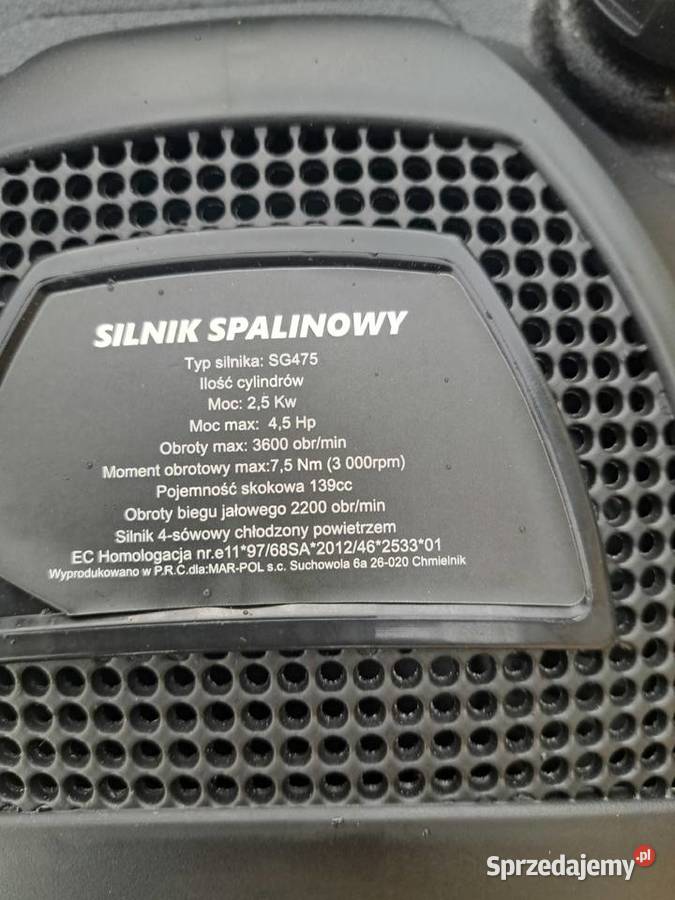 SILNIK SPALINOWY
Typ silnika: SG475
Ilość cylindrów
Moc: 2,5 Kw
Moc max: 4,5 Hp
Obroty max: 3600 obr/min
Moment obrotowy max:7,5 Nm (3 000rpm)
Pojemność skokowa 139cc
Obroty biegu jałowego 2200 obr/min
Silnik 4-sówowy chłodzony powietrzem
EC Homologacja nr.e11*97/68SA*2012/46*2533*01
Wyprodukowano w P.R.C.dla:MAR-POL s.c. Suchowola 6a 26-020 Chmielnik
Sprzedajemy.pl